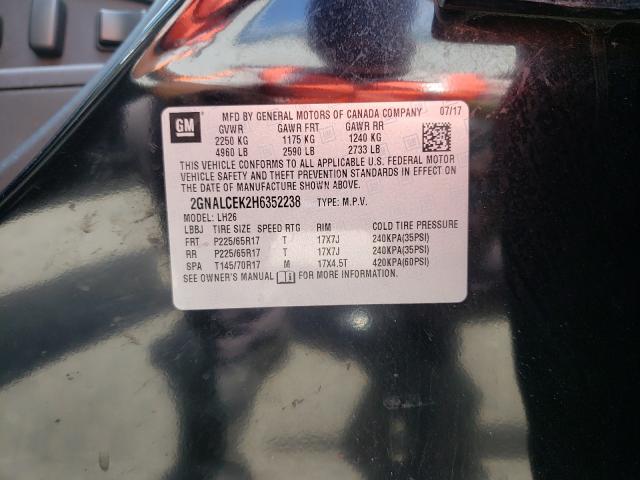 GM
MFD BY GENERAL MOTORS OF CANADA COMPANY 07/17
GVWR GAWR FRT GAWR RR
2250 KG 1175 KG 1240 KG
4960 LB 2590 LB 2733 LB
THIS VEHICLE CONFORMS TO ALL APPLICABLE U.S. FEDERAL MOTOR
VEHICLE SAFETY AND THEFT PREVENTION STANDARDS IN EFFECT ON
THE DATE OF MANUFACTURE SHOWN ABOVE.
2GNALCEK2H6352238 TYPE: M.P.V.
MODEL: LH26
LBBJ TIRE SIZE SPEED RTG RIM COLD TIRE PRESSURE
FRT P225/65R17 T 17X7J 240KPA(35PSI)
RR P225/65R17 T 17X7J 240KPA(35PSI)
SPA T145/70R17 M 17X4.5T 420KPA(60PSI)
SEE OWNER'S MANUAL FOR MORE INFORMATION.